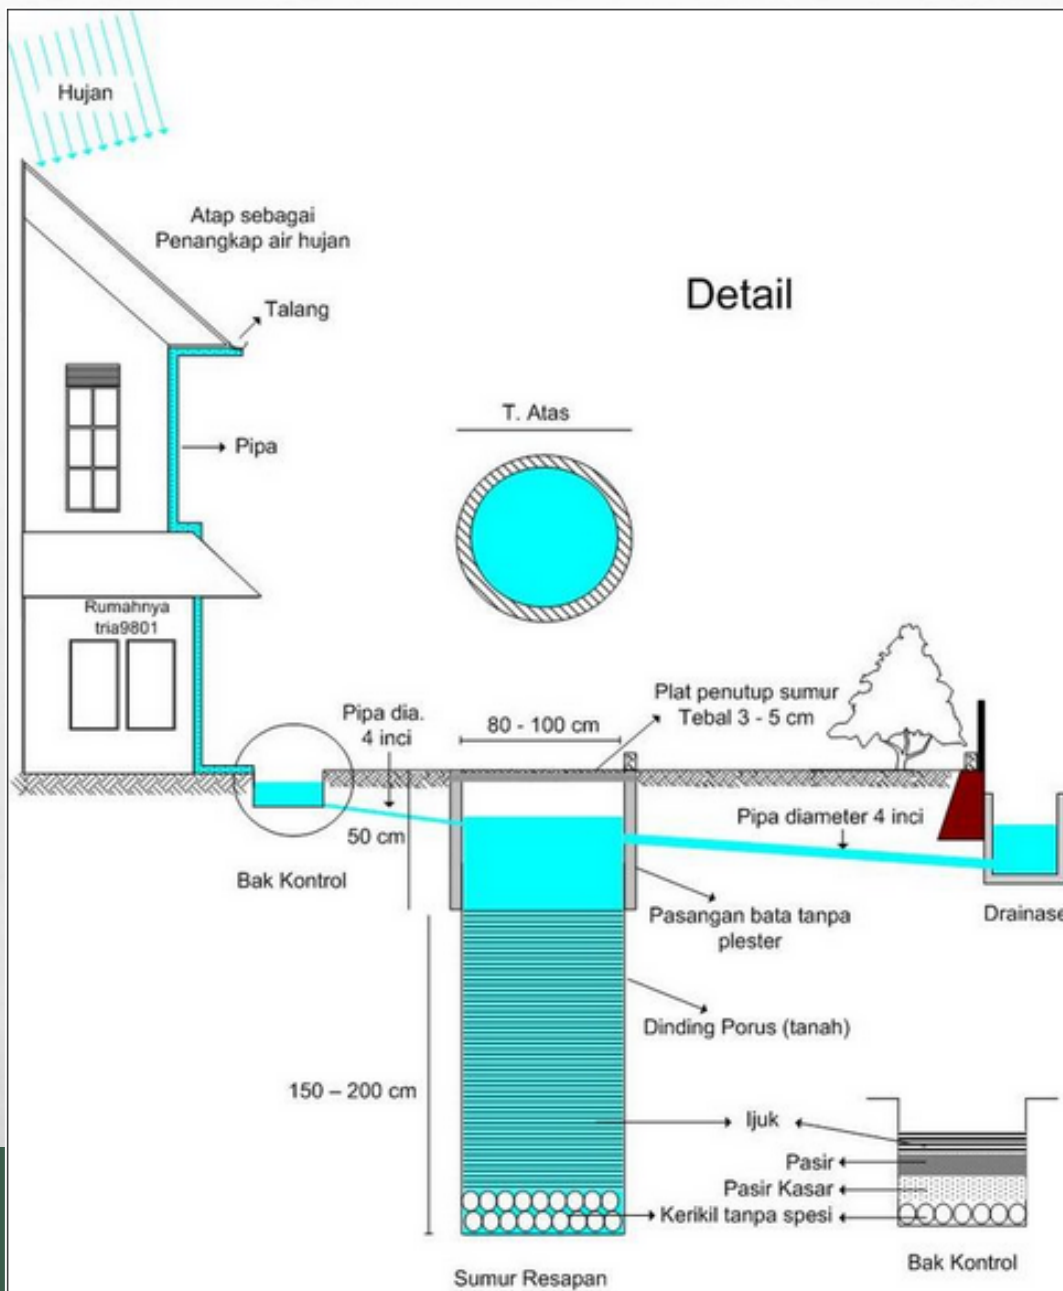 Hujan
Atap sebagai
Penangkap air hujan
Detail
Talang
T. Atas
Pipa
Rumahnya
tria9801
Plat penutup sumur
Tebal 3 - 5 cm
Pipa dia.
4 inci
80 - 100 cm
Pipa diameter 4 inci
50 cm
Bak Kontrol
Pasangan bata tanpa
plester
Drainase
Dinding Porus (tanah)
150 – 200 cm
Ijuk
Pasir
Pasir Kasar
Kerikil tanpa spesi
Bak Kontrol
Sumur Resapan